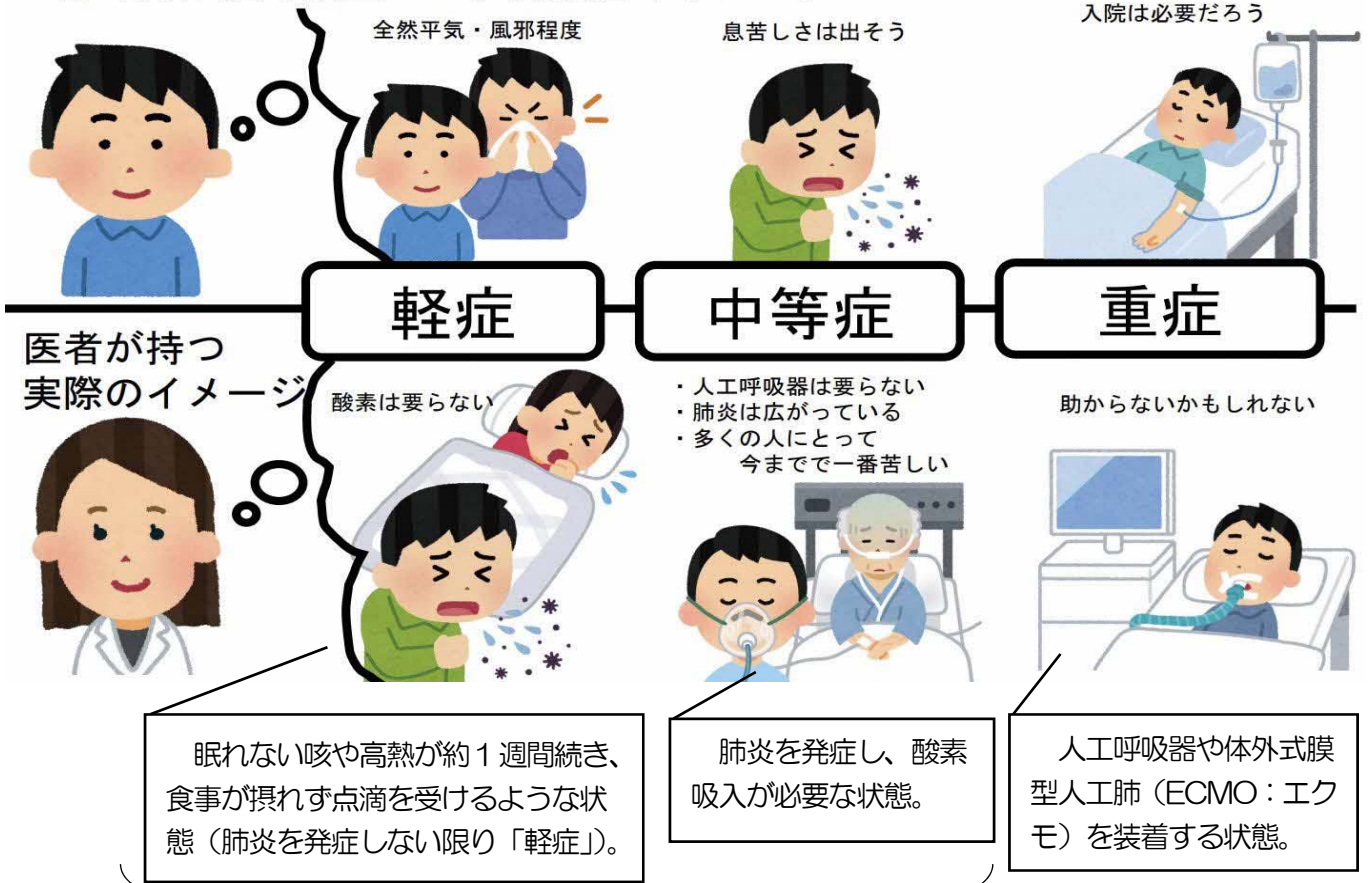 全然平気・風邪程度
息苦しさは出そう
入院は必要だろう
軽症
中等症
重症
医者が持つ
実際のイメージ
酸素は要らない
・人工呼吸器は要らない
・肺炎は広がっている
・多くの人にとって
今までで一番苦しい
助からないかもしれない
眠れない咳や高熱が約1週間続き、
食事が摂れず点滴を受けるような状
態（肺炎を発症しない限り「軽症」）。
肺炎を発症し、酸素
吸入が必要な状態。
人工呼吸器や体外式膜
型人工肺（ECMO：エク
モ）を装着する状態。